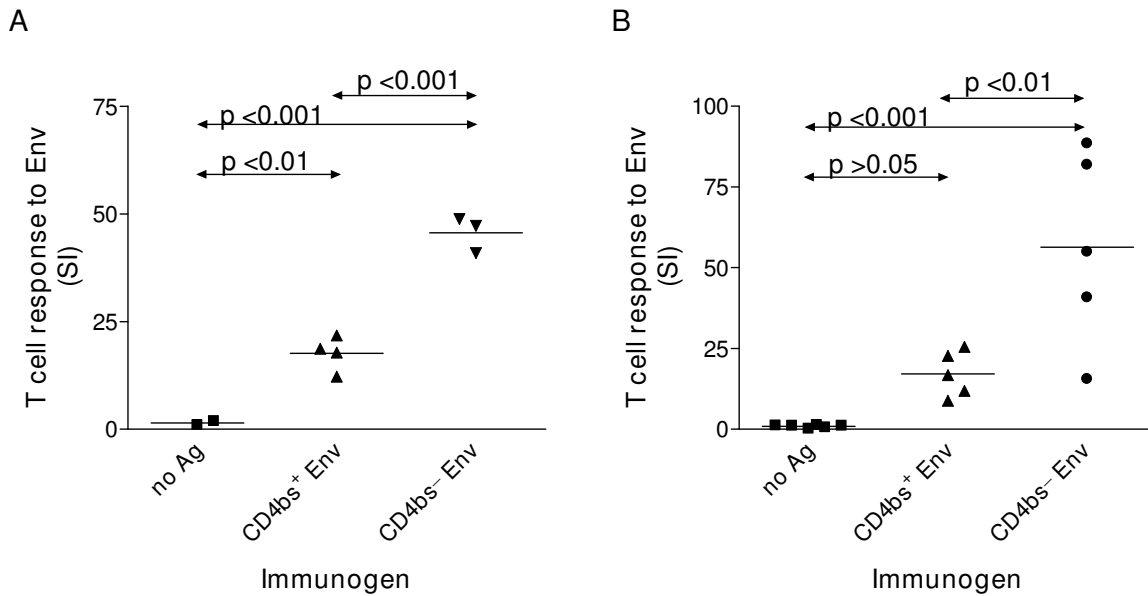 A
p <0.001
p <0.001
p <0.01
75
50
25
0
T cell response to Env
(SI)
no Ag
CD4bs⁺ Env
CD4bs⁻ Env
Immunogen
B
p <0.01
p <0.001
p >0.05
100
75
50
25
0
T cell response to Env
(SI)
no Ag
CD4bs⁺ Env
CD4bs⁻ Env
Immunogen